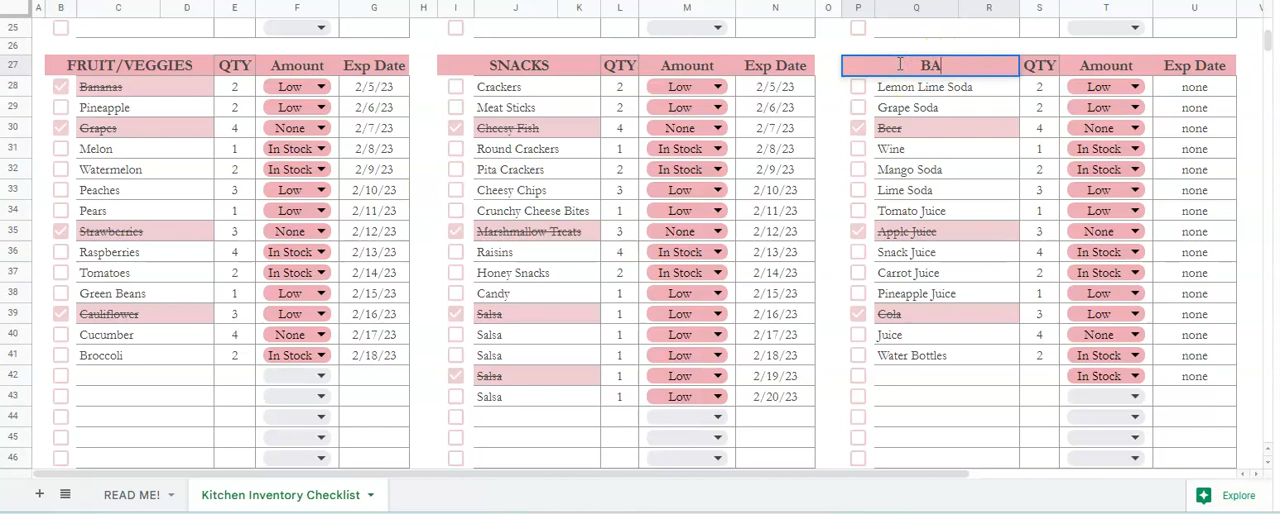 B C D E F G H I J K L M N O P Q R S T U V
25
26
27 FRUIT/VEGGIES QTY Amount Exp Date SNACKS QTY Amount Exp Date BA QTY Amount Exp Date
28 Bananas 2 Low 2/5/23 Crackers 2 Low 2/5/23 Lemon Lime Soda 2 Low none
29 Pineapple 2 Low 2/6/23 Meat Sticks 2 Low 2/6/23 Grape Soda 2 Low none
30 Grapes 4 None 2/7/23 Cheesy Fish 4 None 2/7/23 Beer 4 None none
31 Melon 1 In Stock 2/8/23 Round Crackers 1 In Stock 2/8/23 Wine 1 In Stock none
32 Watermelon 2 In Stock 2/9/23 Pita Crackers 2 In Stock 2/9/23 Mango Soda 2 In Stock none
33 Peaches 3 Low 2/10/23 Cheesy Chips 3 Low 2/10/23 Lime Soda 3 Low none
34 Pears 1 Low 2/11/23 Crunchy Cheese Bites 1 Low 2/11/23 Tomato Juice 1 Low none
35 Strawberries 3 None 2/12/23 Marshmallow Treats 3 None 2/12/23 Apple Juice 3 None none
36 Raspberries 4 In Stock 2/13/23 Raisins 4 In Stock 2/13/23 Snack Juice 4 In Stock none
37 Tomatoes 2 In Stock 2/14/23 Honey Snacks 2 In Stock 2/14/23 Carrot Juice 2 In Stock none
38 Green Beans 1 Low 2/15/23 Candy 1 Low 2/15/23 Pineapple Juice 1 Low none
39 Cauliflower 3 Low 2/16/23 Salsa 1 Low 2/16/23 Cola 3 Low none
40 Cucumber 4 None 2/17/23 Salsa 1 Low 2/17/23 Juice 4 None none
41 Broccoli 2 In Stock 2/18/23 Salsa 1 Low 2/18/23 Water Bottles 2 In Stock none
42 Salsa 1 Low 2/19/23 In Stock none
43 Salsa 1 Low 2/20/23
44
45
46
READ ME! Kitchen Inventory Checklist Explore